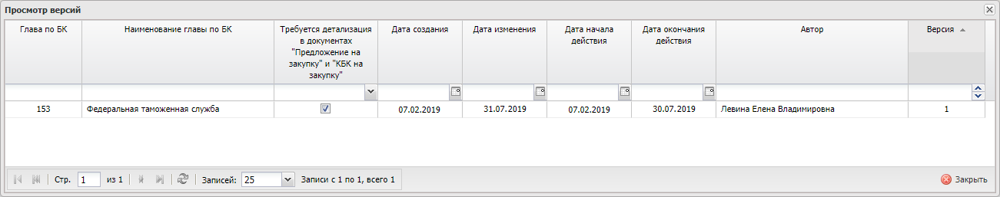 Просмотр версий
Глава по БК
Наименование главы по БК
Требуется детализация
в документах
"Предложение на
закупку" и "КБК на
закупку"
Дата создания
Дата изменения
Дата начала
действия
Дата окончания
действия
Автор
Версия
153
Федеральная таможенная служба
07.02.2019
31.07.2019
07.02.2019
30.07.2019
Левина Елена Владимировна
1
Стр. 1 из 1
Записей: 25
Записи с 1 по 1, всего 1
Закрыть